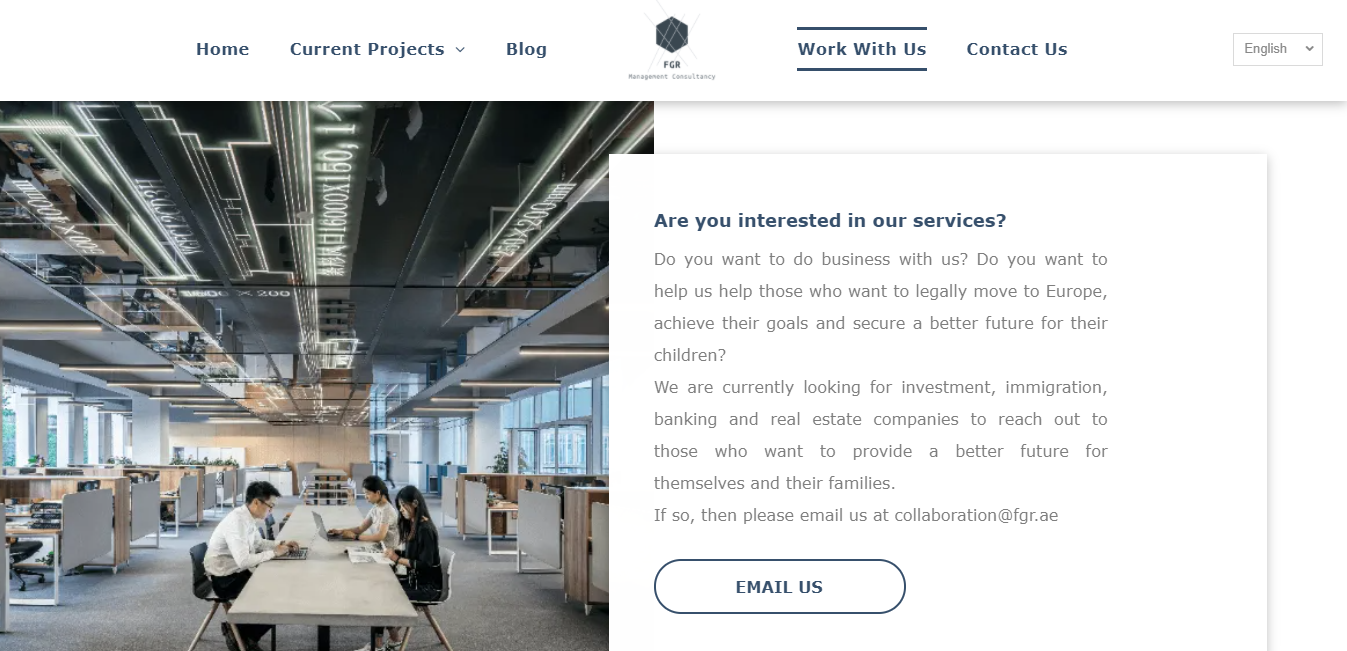 Home
Current Projects
Blog
FGR
Management Consultancy
Work With Us
Contact Us
English
Are you interested in our services?
Do you want to do business with us? Do you want to
help us help those who want to legally move to Europe,
achieve their goals and secure a better future for their
children?
We are currently looking for investment, immigration,
banking and real estate companies to reach out to
those who want to provide a better future for
themselves and their families.
If so, then please email us at collaboration@fgr.ae
EMAIL US